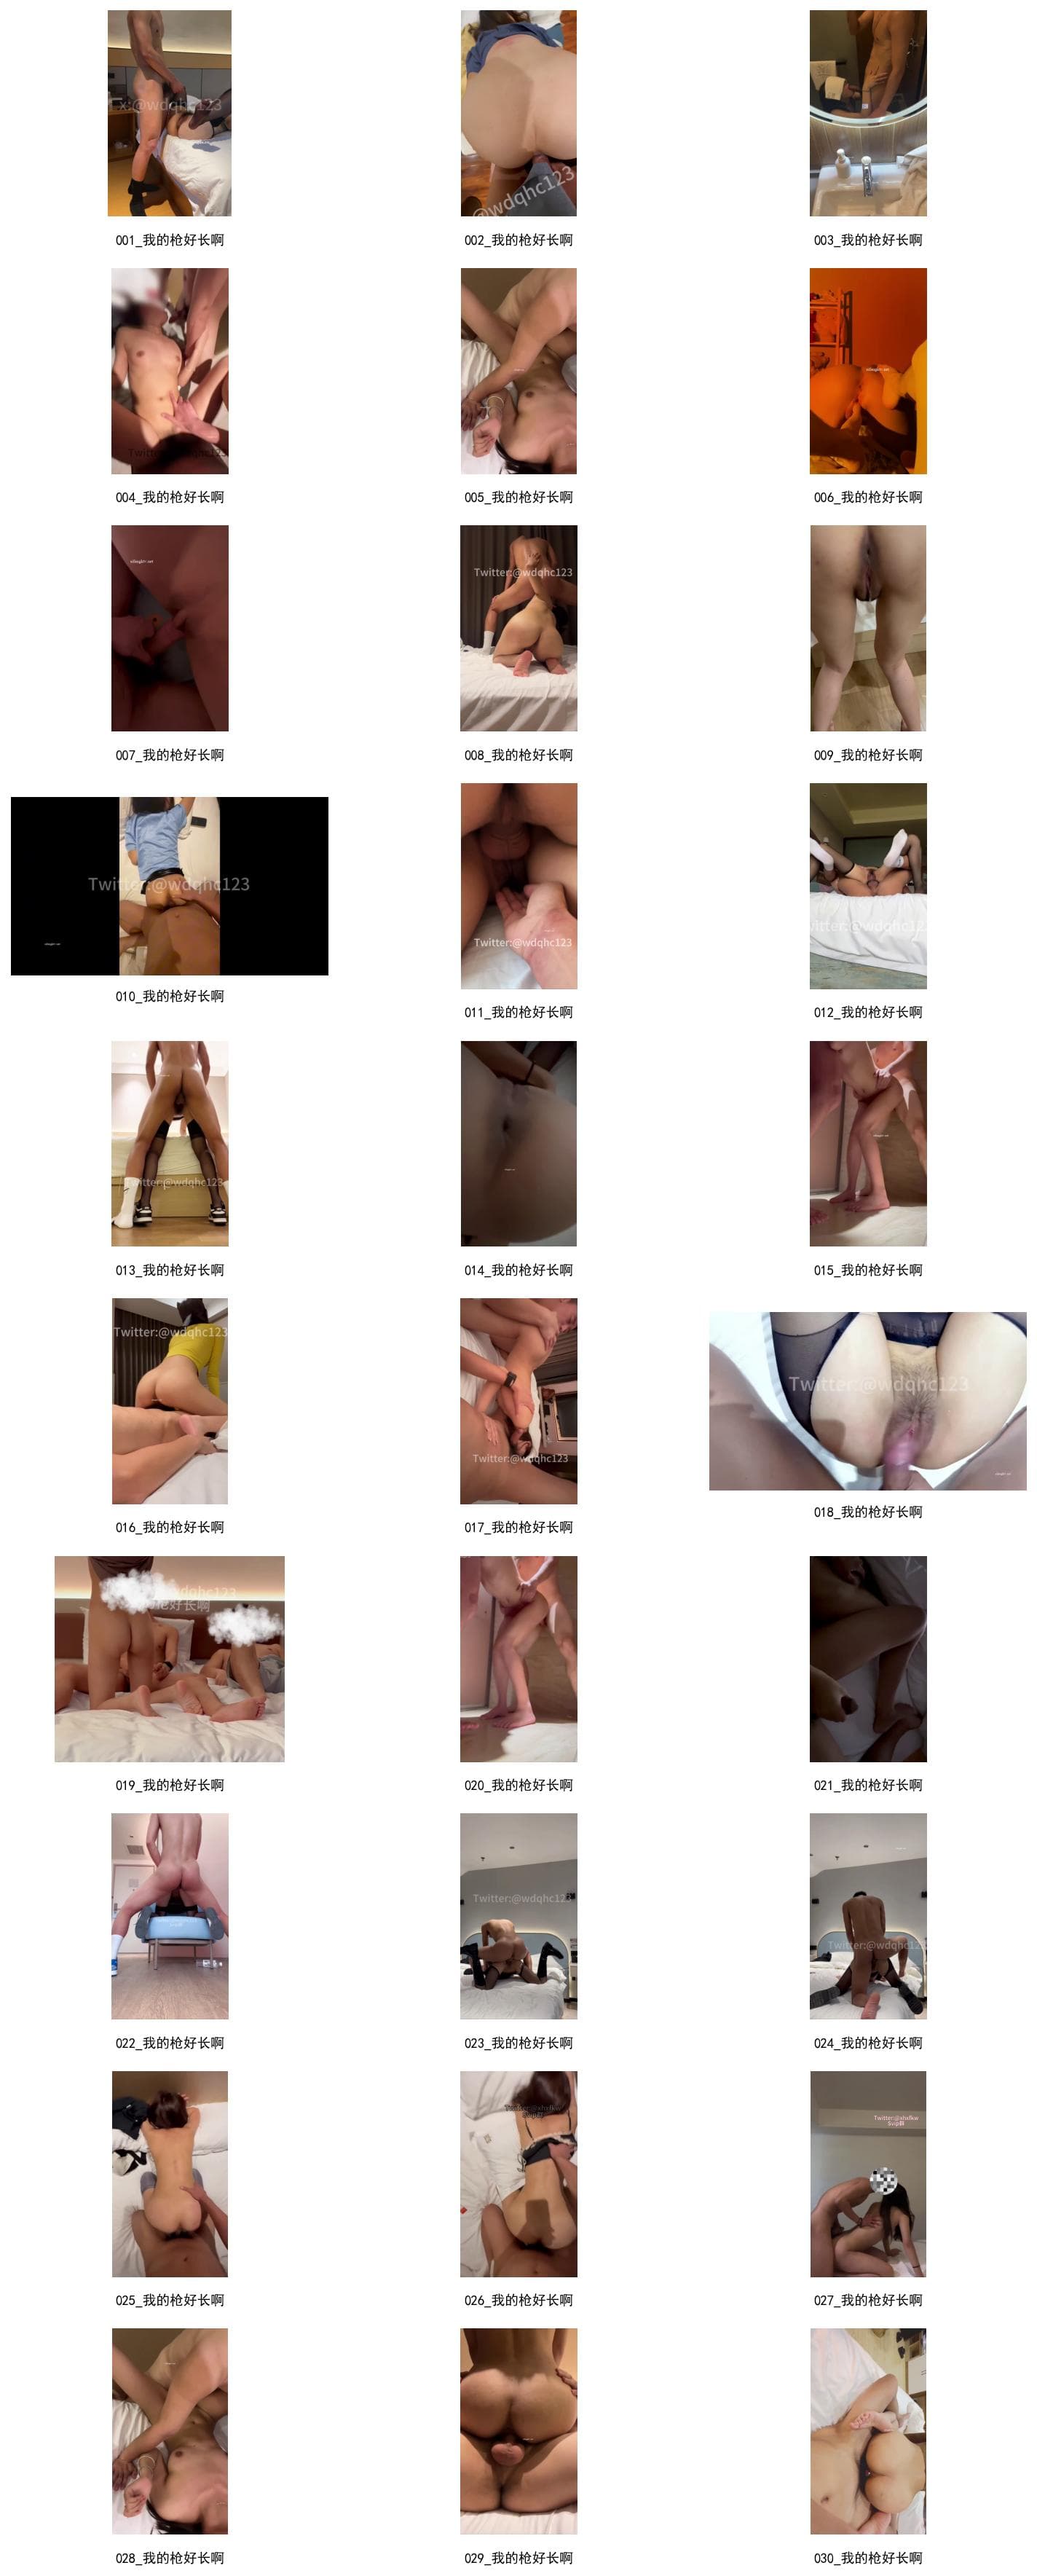 x:@wdqhc123
@wdqhc123
001_我的枪好长啊
002_我的枪好长啊
003_我的枪好长啊
004_我的枪好长啊
005_我的枪好长啊
006_我的枪好长啊
Twitter:@wdqhc123
007_我的枪好长啊
008_我的枪好长啊
009_我的枪好长啊
Twitter:@wdqhc123
Twitter:@wdqhc123
010_我的枪好长啊
011_我的枪好长啊
012_我的枪好长啊
Twitter:@wdqhc123
013_我的枪好长啊
014_我的枪好长啊
015_我的枪好长啊
Twitter:@wdqhc123
Twitter:@wdqhc123
Twitter:@wdqhc123
016_我的枪好长啊
017_我的枪好长啊
018_我的枪好长啊
好长啊
019_我的枪好长啊
020_我的枪好长啊
021_我的枪好长啊
Twitter:@wdqhc123
022_我的枪好长啊
023_我的枪好长啊
024_我的枪好长啊
025_我的枪好长啊
026_我的枪好长啊
027_我的枪好长啊
028_我的枪好长啊
029_我的枪好长啊
030_我的枪好长啊